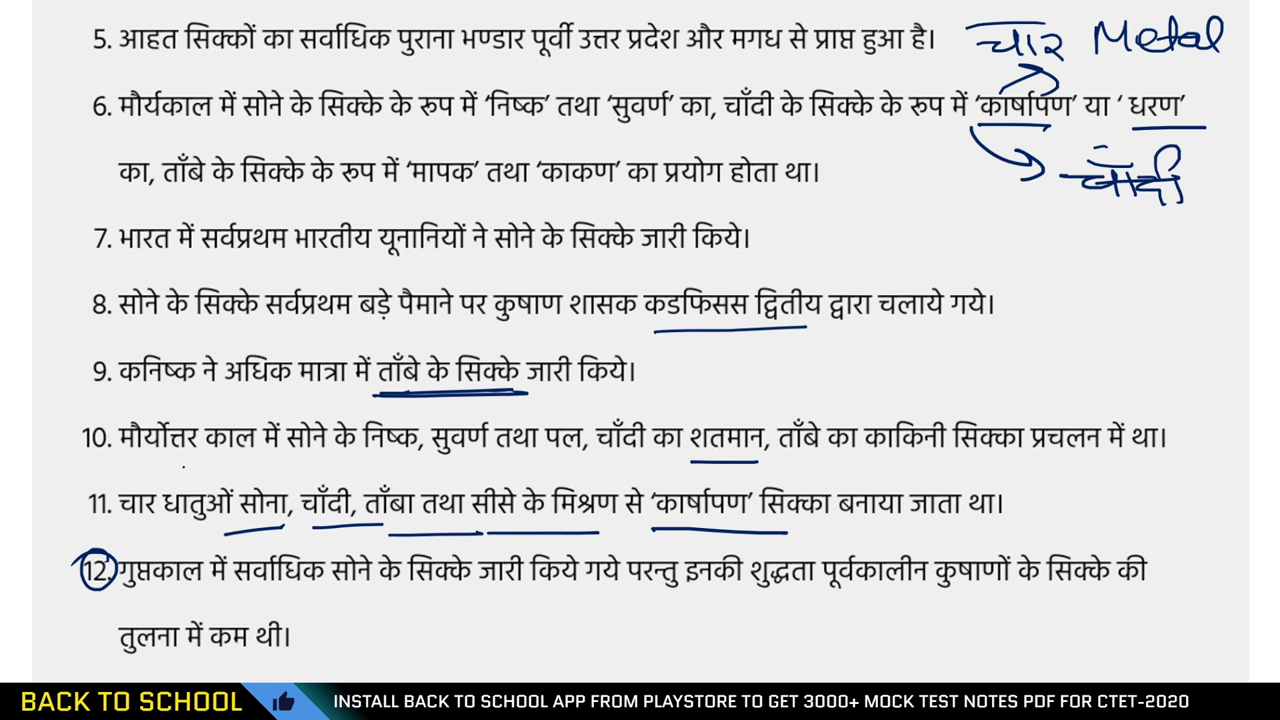 5. आहत सिक्कों का सर्वाधिक पुराना भण्डार पूर्वी उत्तर प्रदेश और मगध से प्राप्त हुआ है।
चार Metal
6. मौर्यकाल में सोने के सिक्के के रूप में ‘निष्क’ तथा ‘सुवर्ण’ का, चाँदी के सिक्के के रूप में ‘कार्षापण’ या ‘ धरण’
का, ताँबे के सिक्के के रूप में ‘मापक’ तथा ‘काकण’ का प्रयोग होता था।
चाँदी
7. भारत में सर्वप्रथम भारतीय यूनानियों ने सोने के सिक्के जारी किये।
8. सोने के सिक्के सर्वप्रथम बड़े पैमाने पर कुषाण शासक कडफिसस द्वितीय द्वारा चलाये गये।
9. कनिष्क ने अधिक मात्रा में ताँबे के सिक्के जारी किये।
10. मौर्योत्तर काल में सोने के निष्क, सुवर्ण तथा पल, चाँदी का शतमान, ताँबे का काकिनी सिक्का प्रचलन में था।
11. चार धातुओं सोना, चाँदी, ताँबा तथा सीसे के मिश्रण से ‘कार्षापण’ सिक्का बनाया जाता था।
12. गुप्तकाल में सर्वाधिक सोने के सिक्के जारी किये गये परन्तु इनकी शुद्धता पूर्वकालीन कुषाणों के सिक्के की
तुलना में कम थी।
BACK TO SCHOOL INSTALL BACK TO SCHOOL APP FROM PLAYSTORE TO GET 3000+ MOCK TEST NOTES PDF FOR CTET-2020